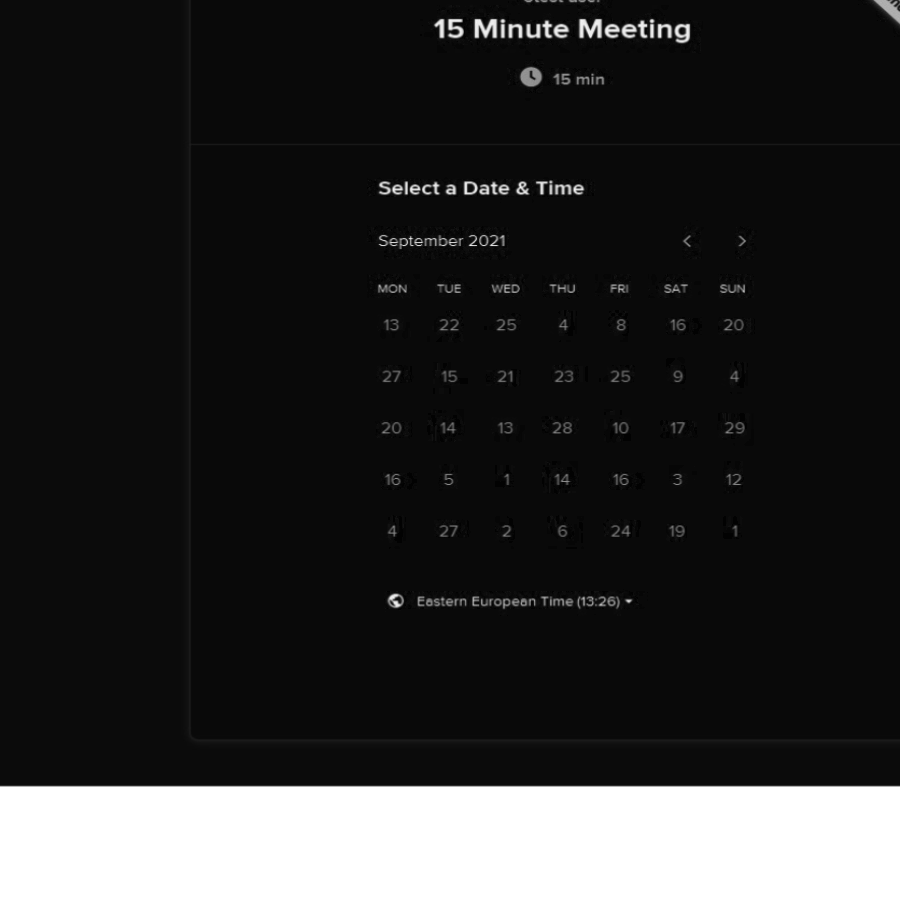 15 Minute Meeting
15 min
Select a Date & Time
September 2021 < >
MON TUE WED THU FRI SAT SUN
13 22 25 4 8 16 20
27 15 21 23 25 9 4
20 14 13 28 10 17 29
16 5 1 14 16 3 12
4 27 2 6 24 19 1
Eastern European Time (13:26)